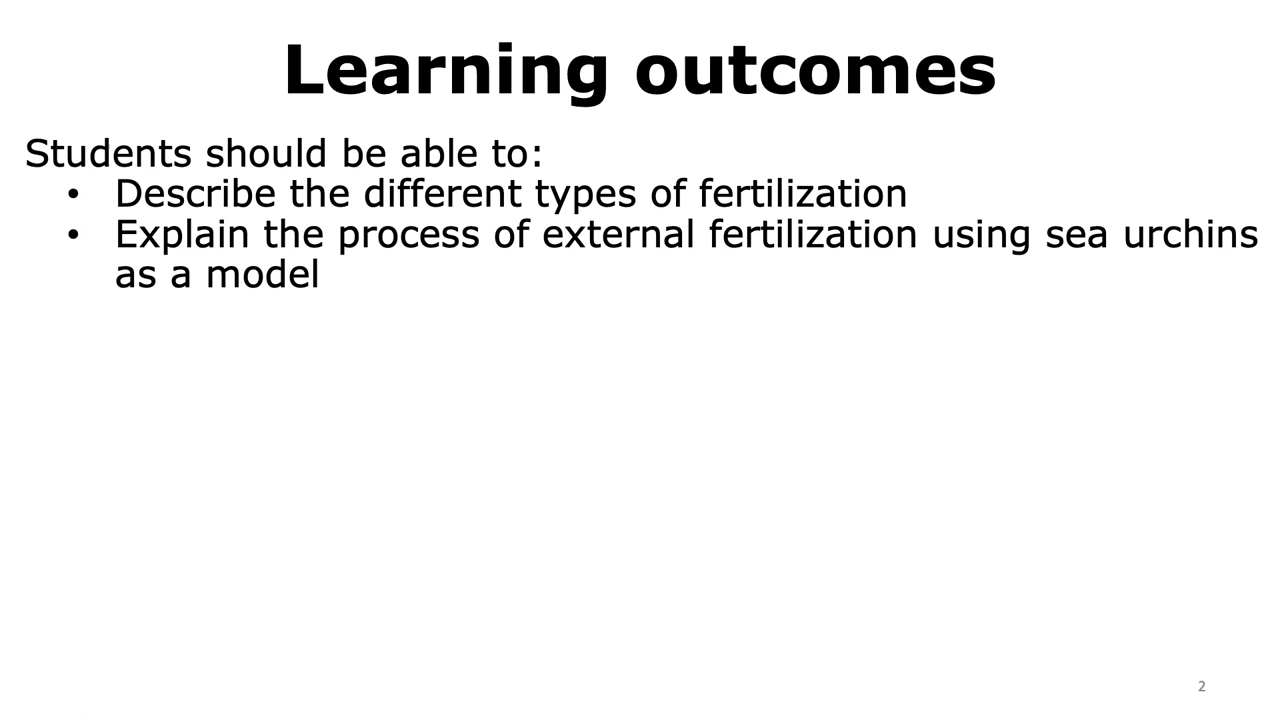 Learning outcomes
Students should be able to:
• Describe the different types of fertilization
• Explain the process of external fertilization using sea urchins
as a model
2